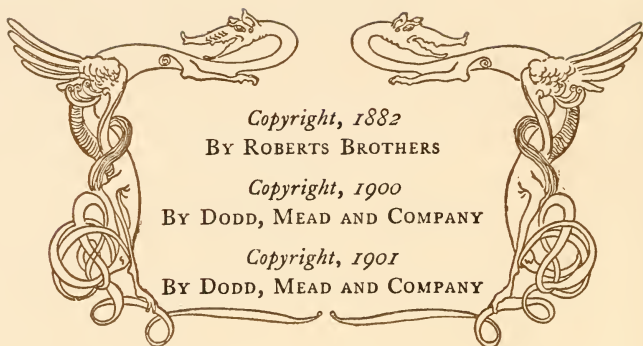 Copyright, 1882
BY ROBERTS BROTHERS
Copyright, 1900
BY DODD, MEAD AND COMPANY
Copyright, 1901
BY DODD, MEAD AND COMPANY